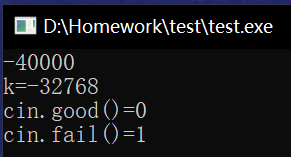 D:\Homework\test\test.exe
-40000
k=-32768
cin.good()=0
cin.fail()=1